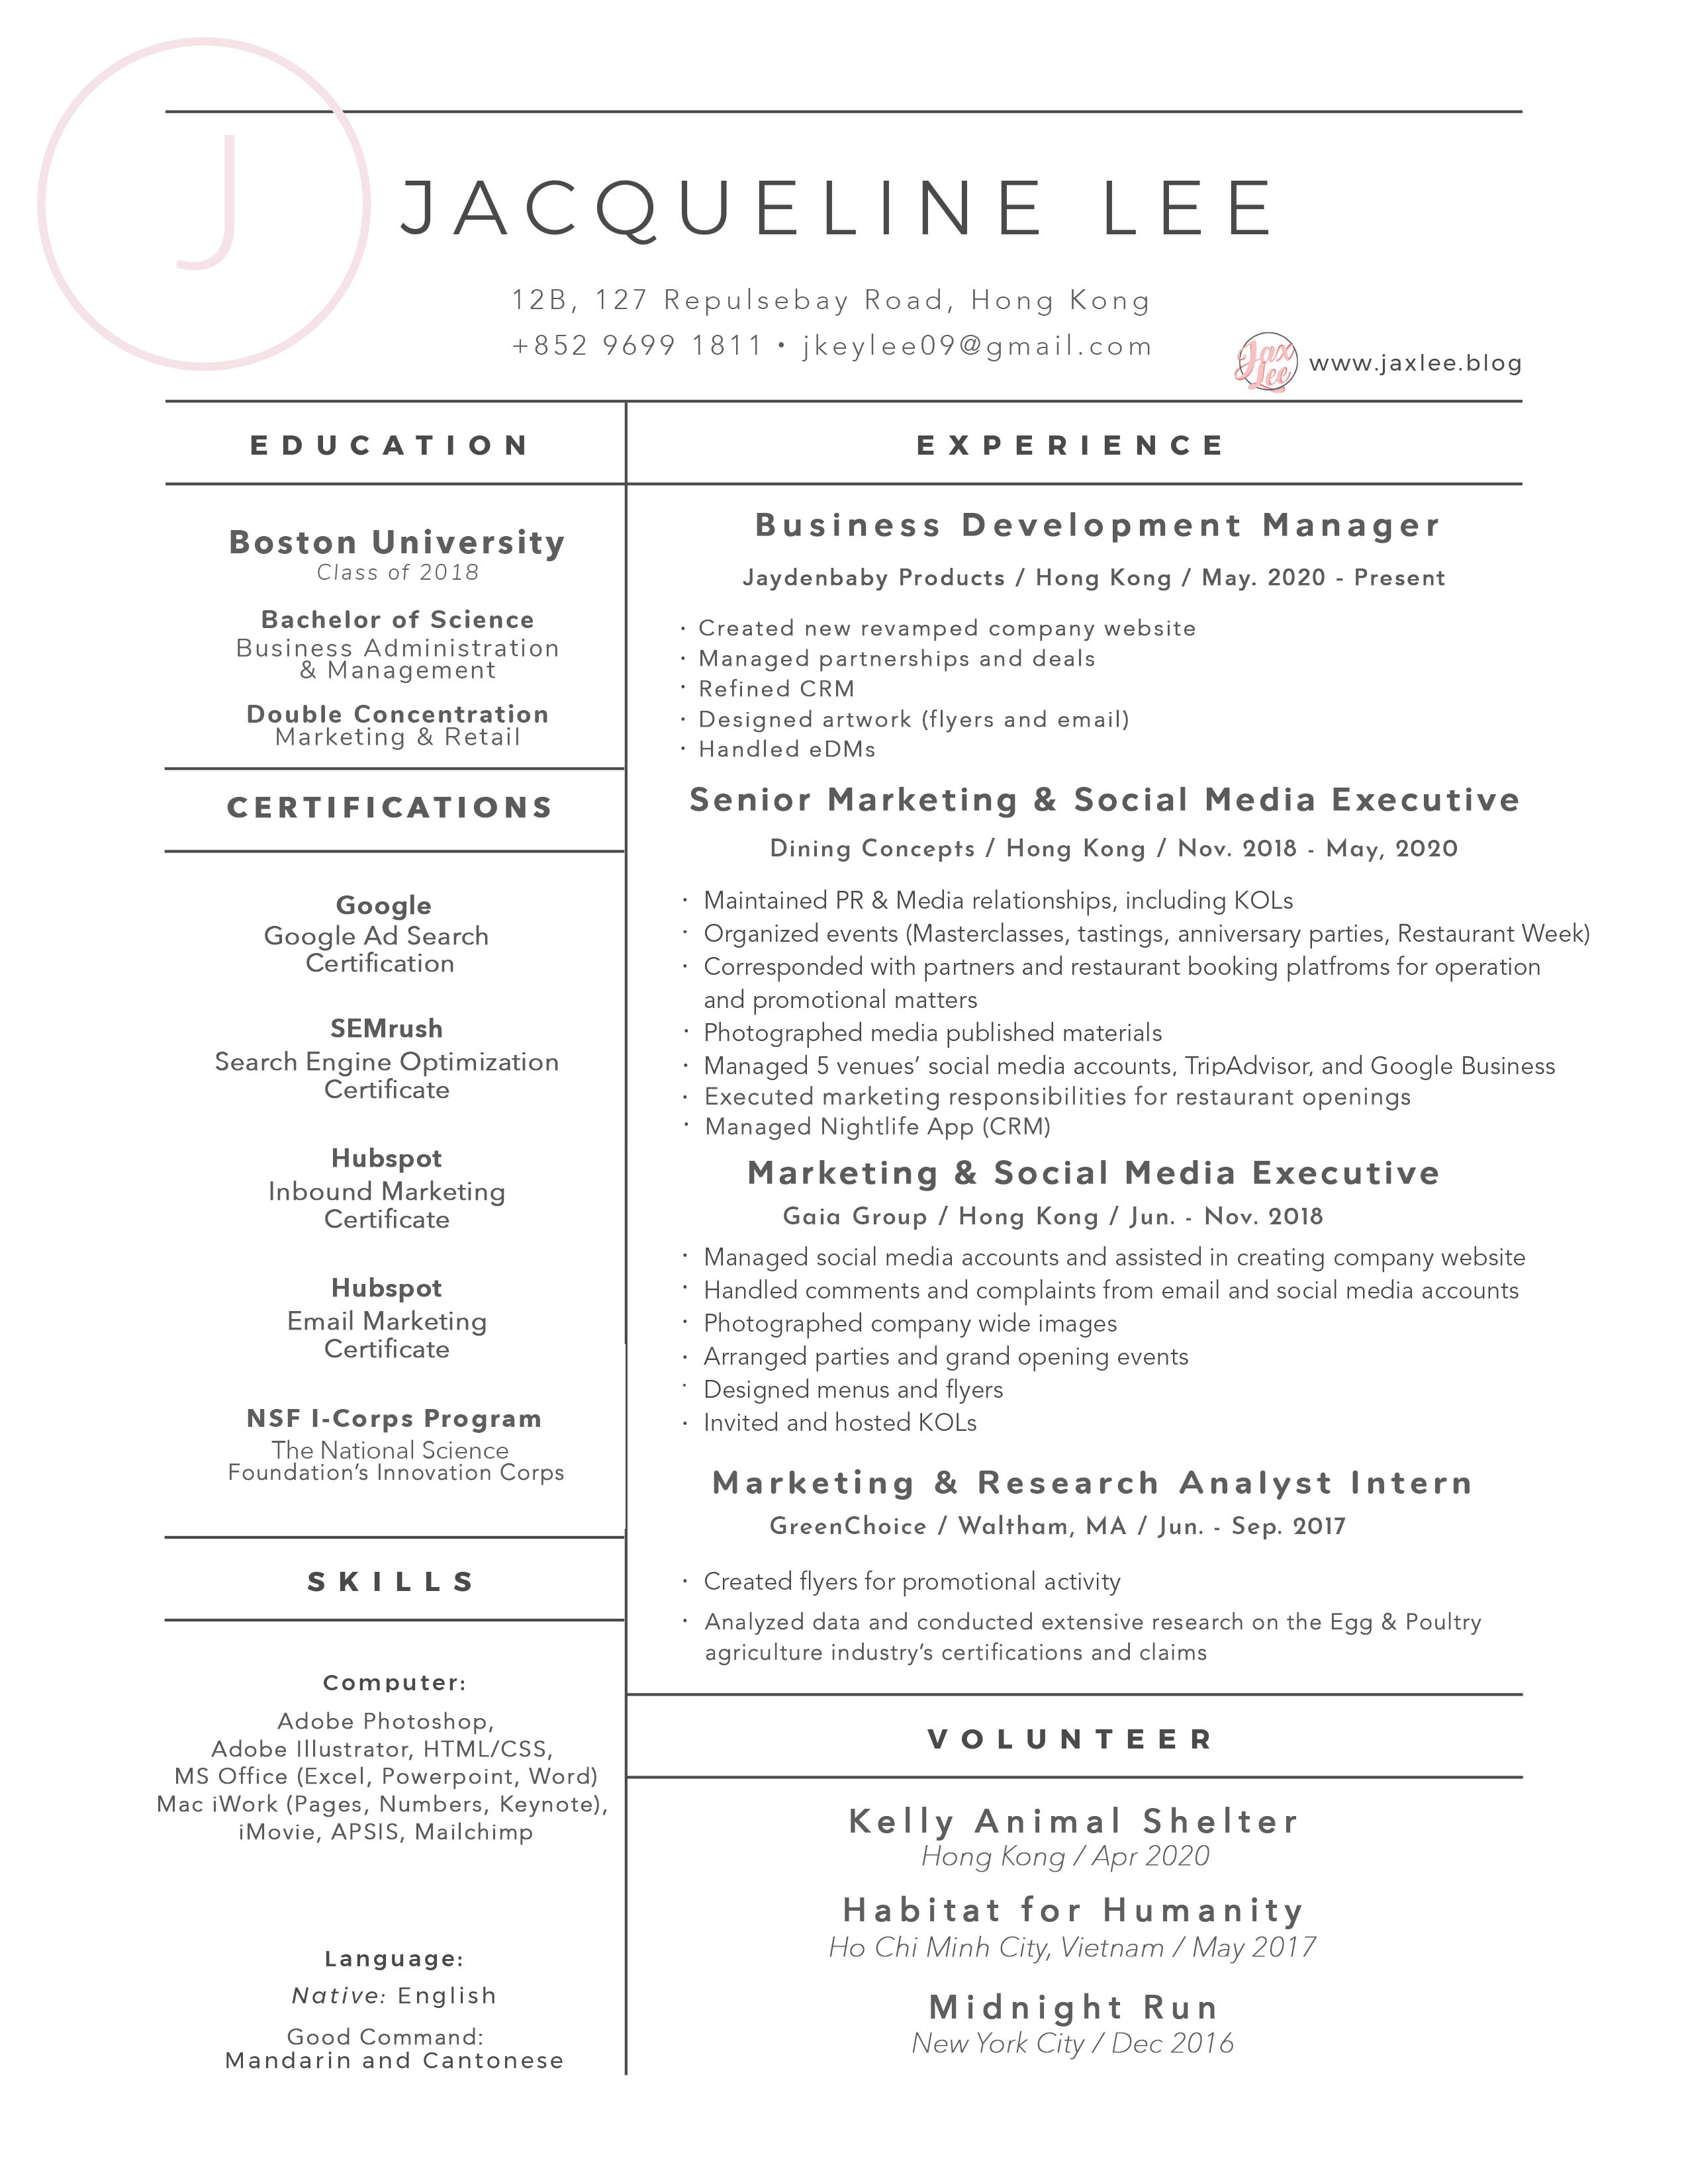 J
JACQUELINE LEE
12B, 127 Repulsebay Road, Hong Kong
+852 9699 1811 • jkeylee09@gmail.com
Jax
Lee
www.jaxlee.blog
EDUCATION
Boston University
Class of 2018
Bachelor of Science
Business Administration
& Management
Double Concentration
Marketing & Retail
CERTIFICATIONS
Google
Google Ad Search
Certification
SEMrush
Search Engine Optimization
Certificate
Hubspot
Inbound Marketing
Certificate
Hubspot
Email Marketing
Certificate
NSF I-Corps Program
The National Science
Foundation’s Innovation Corps
SKILLS
Computer:
Adobe Photoshop,
Adobe Illustrator, HTML/CSS,
MS Office (Excel, Powerpoint, Word)
Mac iWork (Pages, Numbers, Keynote),
iMovie, APSIS, Mailchimp
Language:
Native: English
Good Command:
Mandarin and Cantonese
EXPERIENCE
Business Development Manager
Jaydenbaby Products / Hong Kong / May. 2020 - Present
· Created new revamped company website
· Managed partnerships and deals
· Refined CRM
· Designed artwork (flyers and email)
· Handled eDMs
Senior Marketing & Social Media Executive
Dining Concepts / Hong Kong / Nov. 2018 - May, 2020
· Maintained PR & Media relationships, including KOLs
· Organized events (Masterclasses, tastings, anniversary parties, Restaurant Week)
· Corresponded with partners and restaurant booking platfroms for operation
and promotional matters
· Photographed media published materials
· Managed 5 venues’ social media accounts, TripAdvisor, and Google Business
· Executed marketing responsibilities for restaurant openings
· Managed Nightlife App (CRM)
Marketing & Social Media Executive
Gaia Group / Hong Kong / Jun. - Nov. 2018
· Managed social media accounts and assisted in creating company website
· Handled comments and complaints from email and social media accounts
· Photographed company wide images
· Arranged parties and grand opening events
· Designed menus and flyers
· Invited and hosted KOLs
Marketing & Research Analyst Intern
GreenChoice / Waltham, MA / Jun. - Sep. 2017
· Created flyers for promotional activity
· Analyzed data and conducted extensive research on the Egg & Poultry
agriculture industry’s certifications and claims
VOLUNTEER
Kelly Animal Shelter
Hong Kong / Apr 2020
Habitat for Humanity
Ho Chi Minh City, Vietnam / May 2017
Midnight Run
New York City / Dec 2016